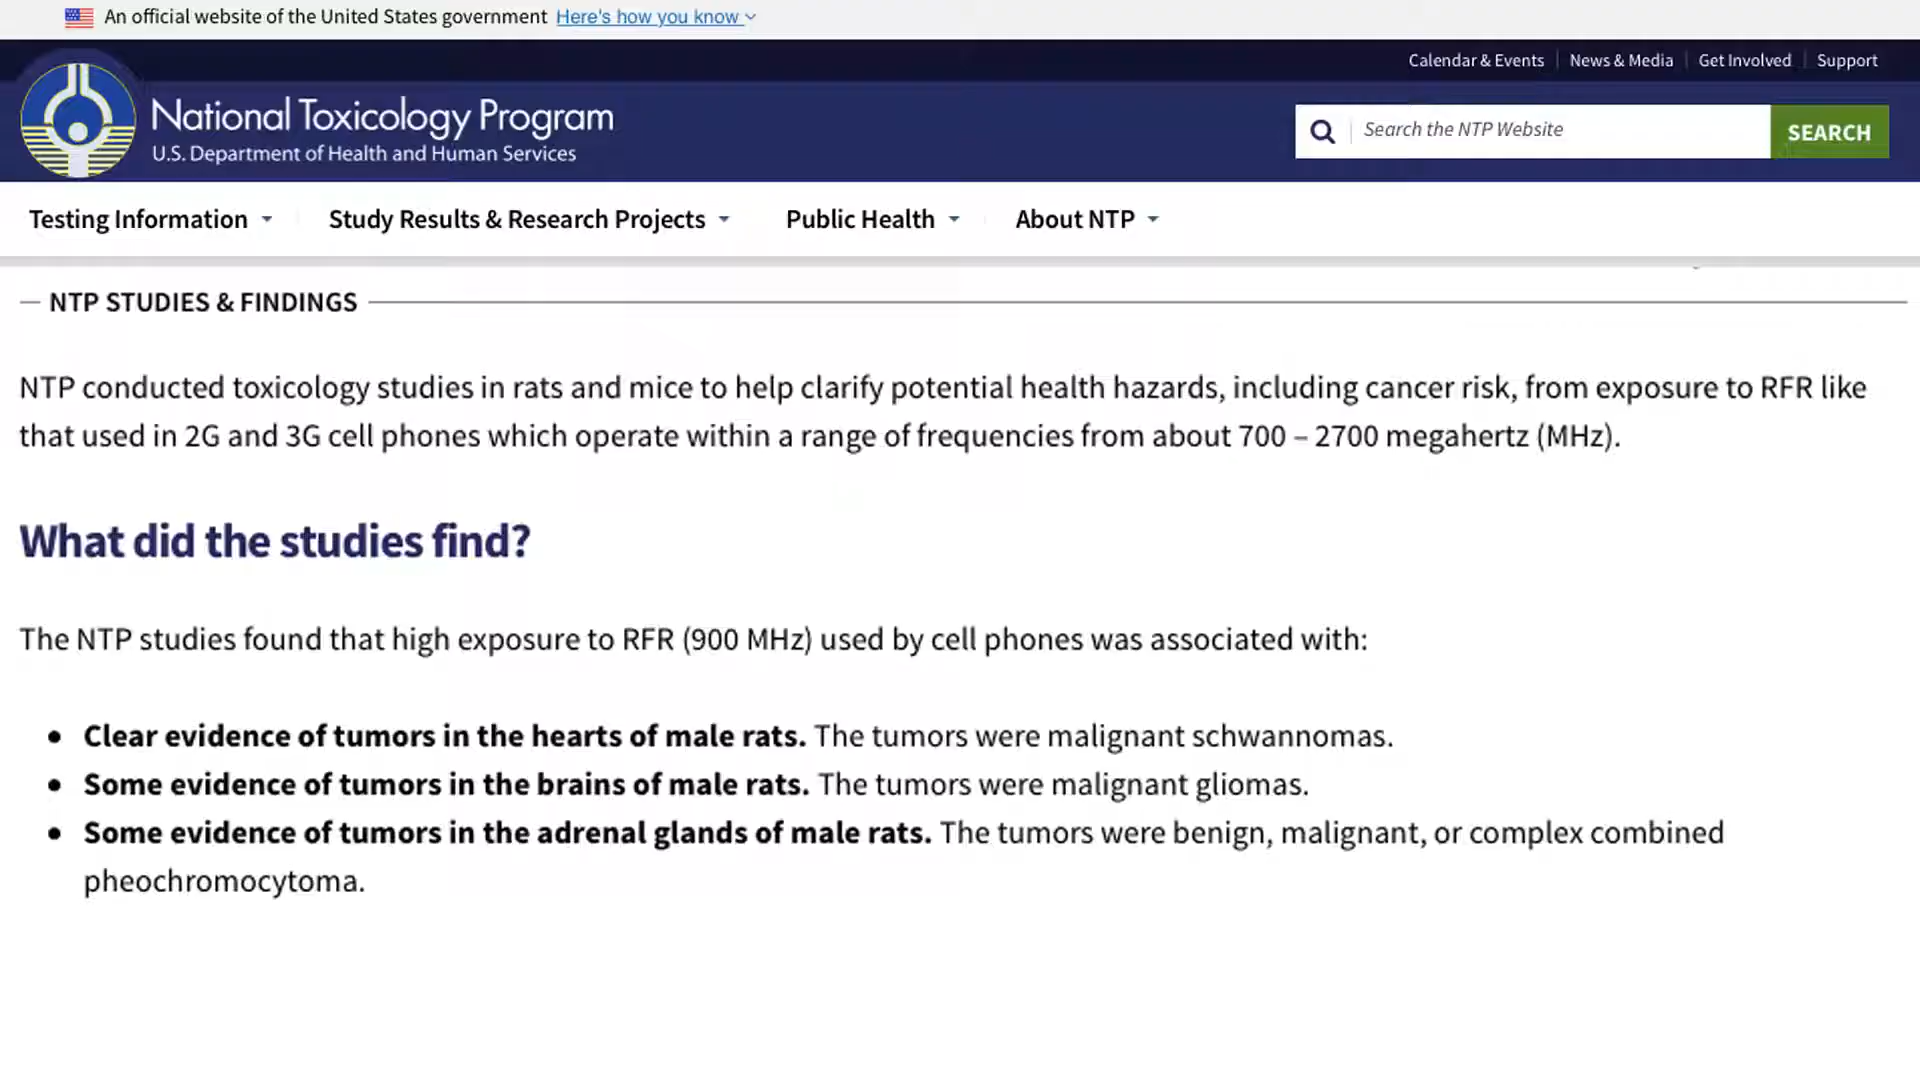 An official website of the United States government Here's how you know
Calendar & Events News & Media Get Involved Support
National Toxicology Program
U.S. Department of Health and Human Services
Search the NTP Website SEARCH
Testing Information Study Results & Research Projects Public Health About NTP
NTP STUDIES & FINDINGS
NTP conducted toxicology studies in rats and mice to help clarify potential health hazards, including cancer risk, from exposure to RFR like
that used in 2G and 3G cell phones which operate within a range of frequencies from about 700 – 2700 megahertz (MHz).
What did the studies find?
The NTP studies found that high exposure to RFR (900 MHz) used by cell phones was associated with:
• Clear evidence of tumors in the hearts of male rats. The tumors were malignant schwannomas.
• Some evidence of tumors in the brains of male rats. The tumors were malignant gliomas.
• Some evidence of tumors in the adrenal glands of male rats. The tumors were benign, malignant, or complex combined
pheochromocytoma.